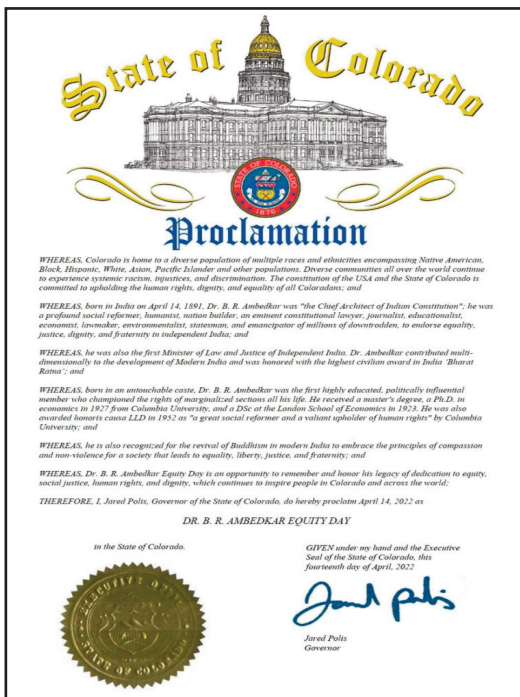 State of Colorado
STATE OF COLORADO
1876
Proclamation
WHEREAS, Colorado is home to a diverse population of multiple races and ethnicities encompassing Native American,
Black, Hispanic, White, Asian, Pacific Islander and other populations. Diverse communities all over the world continue
to experience systemic racism, injustices, and discrimination. The constitution of the USA and the State of Colorado is
committed to upholding the human rights, dignity, and equality of all Coloradans; and
WHEREAS, born in India on April 14, 1891, Dr. B. R. Ambedkar was "the Chief Architect of Indian Constitution"; he was
a profound social reformer, humanist, nation builder, an eminent constitutional lawyer, journalist, educationalist,
economist, lawmaker, environmentalist, statesman, and emancipator of millions of downtrodden, to endorse equality,
justice, dignity, and fraternity in independent India; and
WHEREAS, he was also the first Minister of Law and Justice of Independent India. Dr. Ambedkar contributed multi-
dimensionally to the development of Modern India and was honored with the highest civilian award in India 'Bharat
Ratna'; and
WHEREAS, born in an untouchable caste, Dr. B. R. Ambedkar was the first highly educated, politically influential
member who championed the rights of marginalized sections all his life. He received a master's degree, a Ph.D. in
economics in 1927 from Columbia University, and a DSc at the London School of Economics in 1923. He was also
awarded honoris causa LLD in 1952 as "a great social reformer and a valiant upholder of human rights" by Columbia
University; and
WHEREAS, he is also recognized for the revival of Buddhism in modern India to embrace the principles of compassion
and non-violence for a society that leads to equality, liberty, justice, and fraternity; and
WHEREAS, Dr. B. R. Ambedkar Equity Day is an opportunity to remember and honor his legacy of dedication to equity,
social justice, human rights, and dignity, which continues to inspire people in Colorado and across the world;
THEREFORE, I, Jared Polis, Governor of the State of Colorado, do hereby proclaim April 14, 2022 as
DR. B. R. AMBEDKAR EQUITY DAY
in the State of Colorado.
GIVEN under my hand and the Executive
Seal of the State of Colorado, this
fourteenth day of April, 2022
Jared Polis
Jared Polis
Governor
EXECUTIVE
STATE OF COLORADO